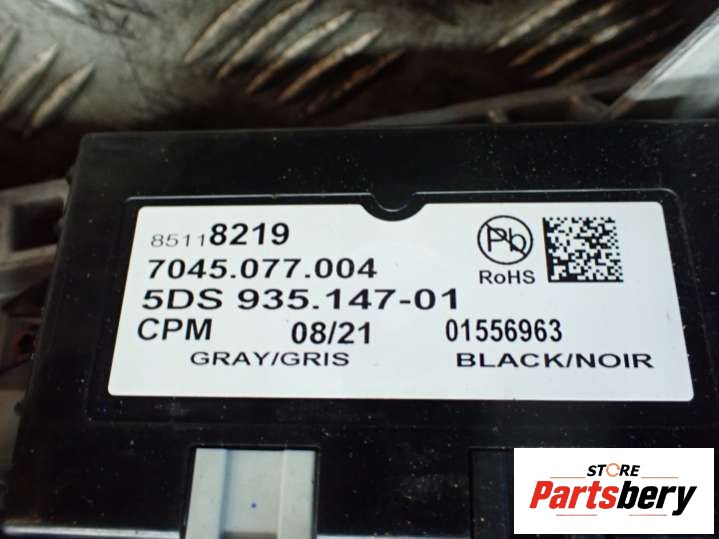 85118219
7045.077.004
Pb
RoHS
5DS 935.147-01
CPM 08/21 01556963
GRAY/GRIS BLACK/NOIR
STORE
Partsbery